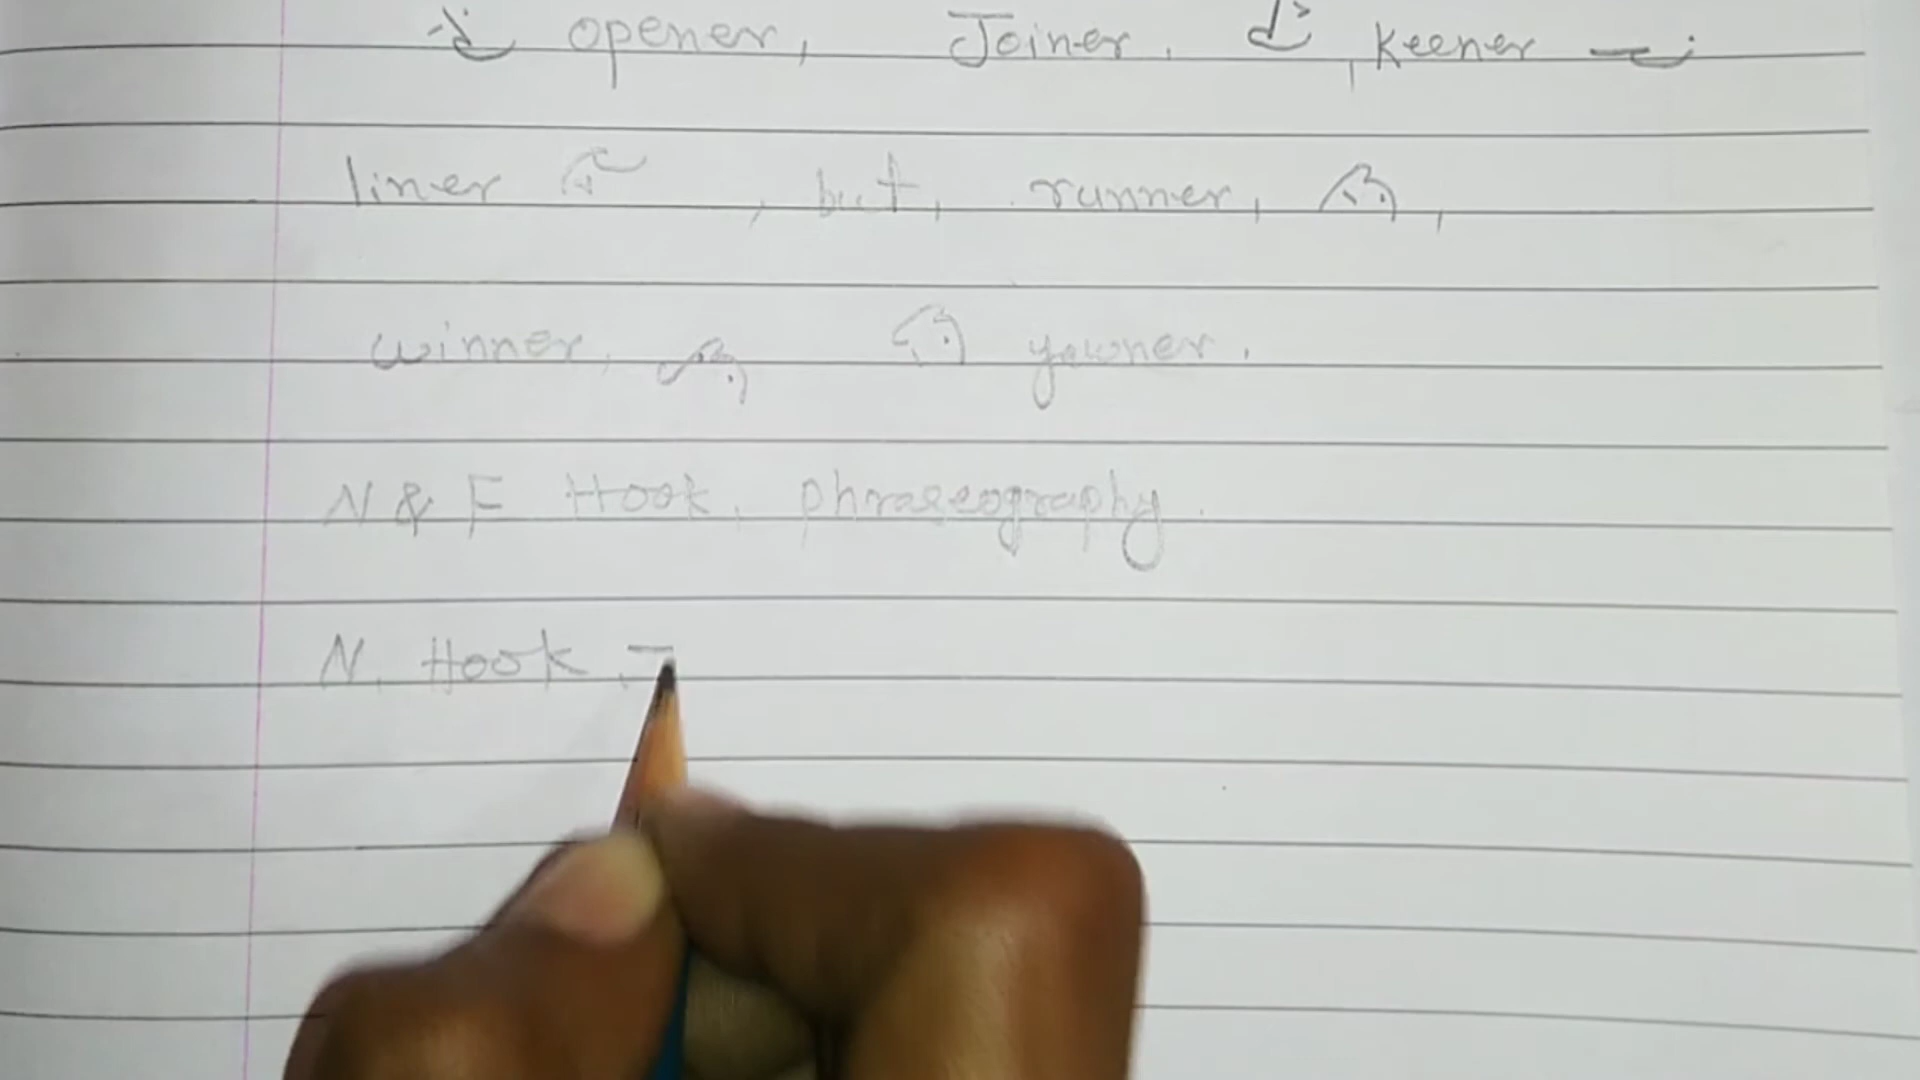 opener, Joiner, keener
liner , but, runner, ,
winner, yawner.
N & F Hook, phraseography.
N. Hook,